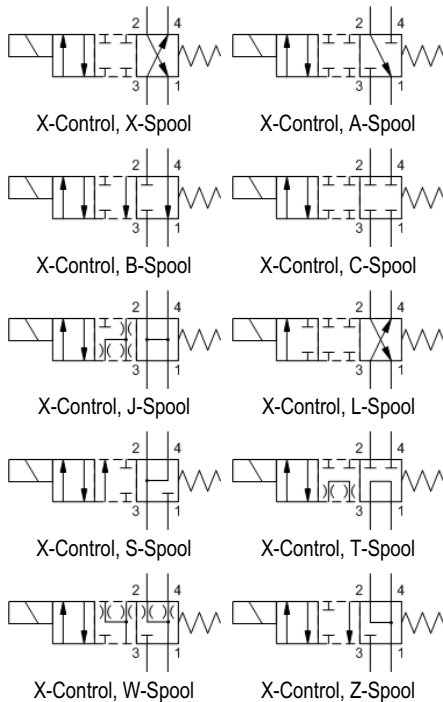 2 4 2 4
3 1 3 1
X-Control, X-Spool X-Control, A-Spool
2 4 2 4
3 1 3 1
X-Control, B-Spool X-Control, C-Spool
2 4 2 4
3 1 3 1
X-Control, J-Spool X-Control, L-Spool
2 4 2 4
3 1 3 1
X-Control, S-Spool X-Control, T-Spool
2 4 2 4
3 1 3 1
X-Control, W-Spool X-Control, Z-Spool